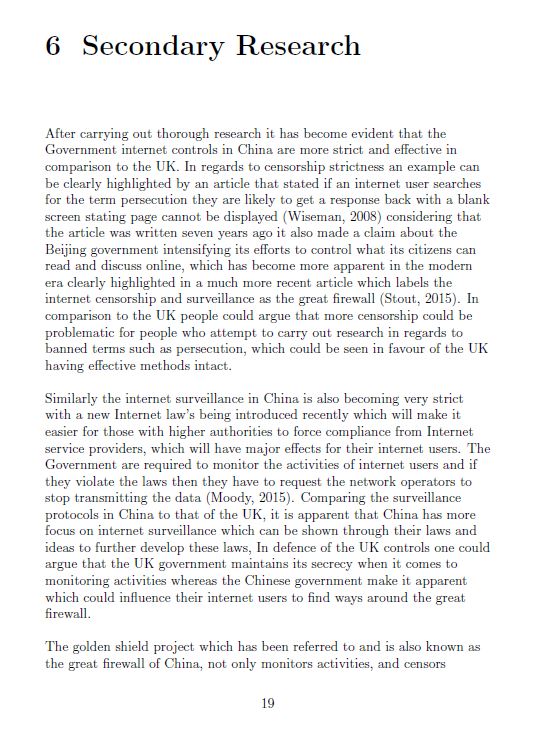 6 Secondary Research
After carrying out thorough research it has become evident that the
Government internet controls in China are more strict and effective in
comparison to the UK. In regards to censorship strictness an example can
be clearly highlighted by an article that stated if an internet user searches
for the term persecution they are likely to get a response back with a blank
screen stating page cannot be displayed (Wiseman, 2008) considering that
the article was written seven years ago it also made a claim about the
Beijing government intensifying its efforts to control what its citizens can
read and discuss online, which has become more apparent in the modern
era clearly highlighted in a much more recent article which labels the
internet censorship and surveillance as the great firewall (Stout, 2015). In
comparison to the UK people could argue that more censorship could be
problematic for people who attempt to carry out research in regards to
banned terms such as persecution, which could be seen in favour of the UK
having effective methods intact.
Similarly the internet surveillance in China is also becoming very strict
with a new Internet law's being introduced recently which will make it
easier for those with higher authorities to force compliance from Internet
service providers, which will have major effects for their internet users. The
Government are required to monitor the activities of internet users and if
they violate the laws then they have to request the network operators to
stop transmitting the data (Moody, 2015). Comparing the surveillance
protocols in China to that of the UK, it is apparent that China has more
focus on internet surveillance which can be shown through their laws and
ideas to further develop these laws, In defence of the UK controls one could
argue that the UK government maintains its secrecy when it comes to
monitoring activities whereas the Chinese government make it apparent
which could influence their internet users to find ways around the great
firewall.
The golden shield project which has been referred to and is also known as
the great firewall of China, not only monitors activities, and censors
19